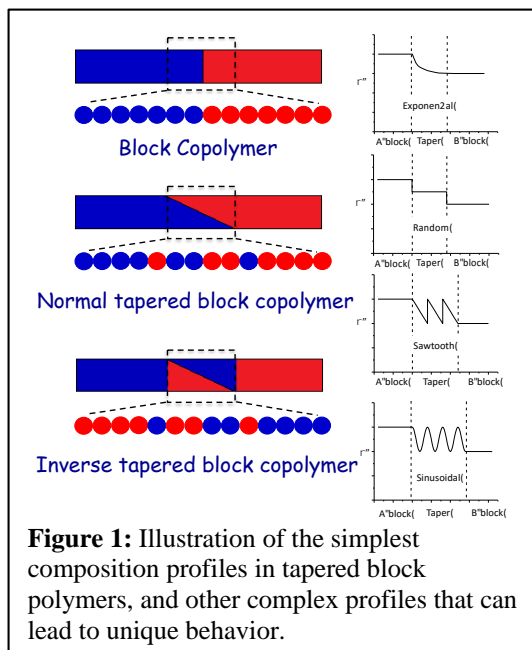 Block Copolymer
Normal tapered block copolymer
Inverse tapered block copolymer
Γ"
Exponen2al(
A"block( Taper( B"block(
Γ"
Random(
A"block( Taper( B"block(
Γ"
Sawtooth(
A"block( Taper( B"block(
Γ"
Sinusoidal(
A"block( Taper( B"block(
Figure 1: Illustration of the simplest
composition profiles in tapered block
polymers, and other complex profiles that can
lead to unique behavior.